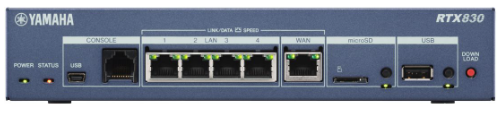 YAMAHA
RTX830
LINK/DATA SPEED
CONSOLE
1 2 LAN 3 4
WAN
microSD
USB
POWER STATUS
USB
DOWN
LOAD